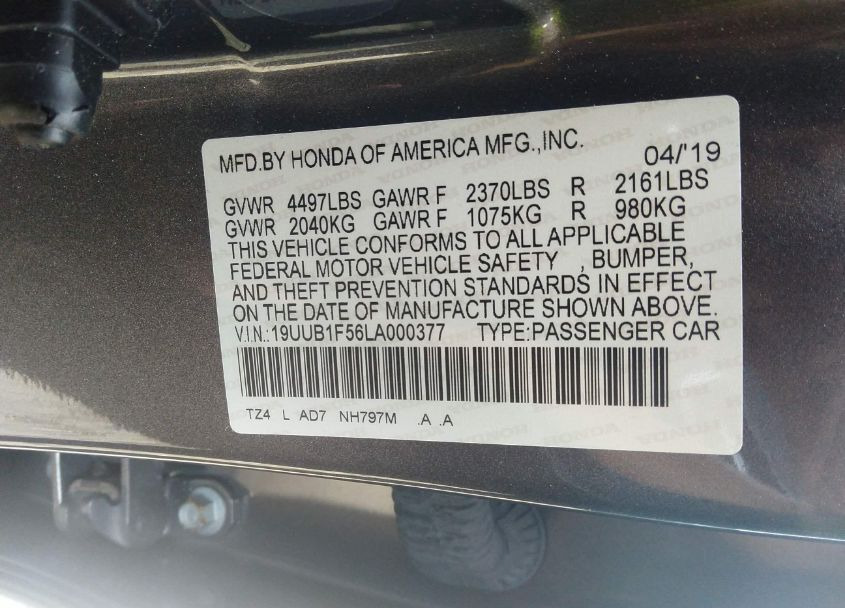 MFD.BY HONDA OF AMERICA MFG.,INC. 04/'19
GVWR 4497LBS GAWR F 2370LBS R 2161LBS
GVWR 2040KG GAWR F 1075KG R 980KG
THIS VEHICLE CONFORMS TO ALL APPLICABLE
FEDERAL MOTOR VEHICLE SAFETY , BUMPER,
AND THEFT PREVENTION STANDARDS IN EFFECT
ON THE DATE OF MANUFACTURE SHOWN ABOVE.
V.I.N.:19UUB1F56LA000377 TYPE:PASSENGER CAR
TZ4 L AD7 NH797M .A .A